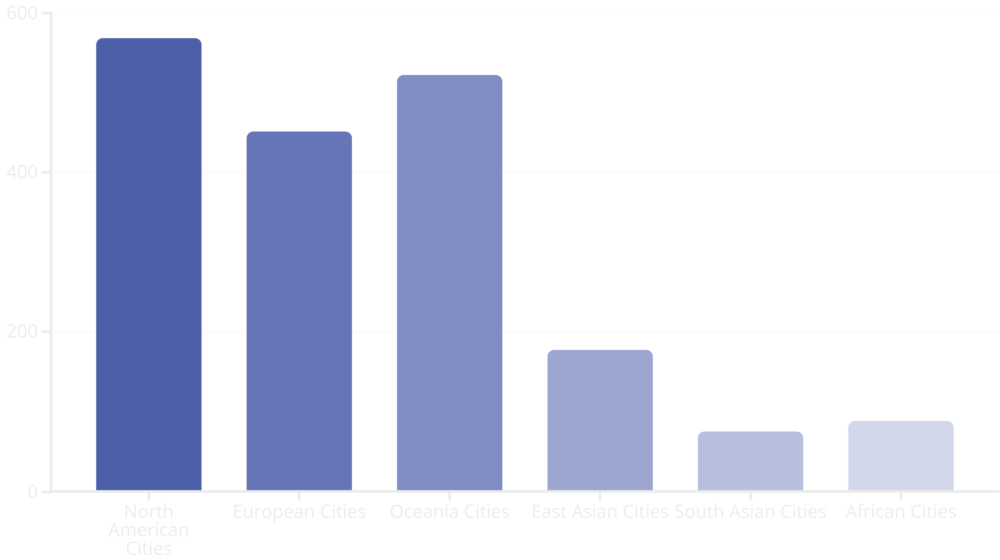 600
400
200
0
North
American
Cities
European Cities
Oceania Cities
East Asian Cities
South Asian Cities
African Cities